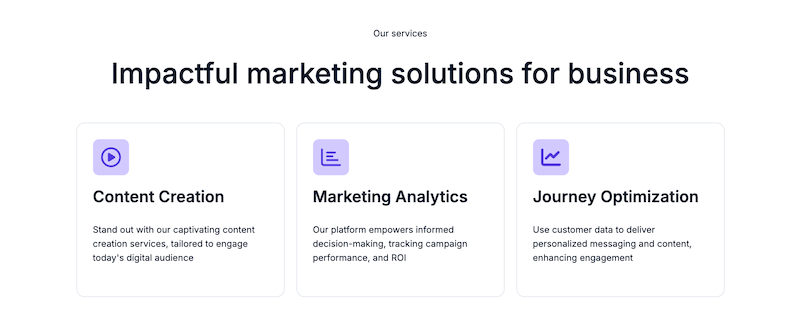 Our services
Impactful marketing solutions for business
Content Creation
Stand out with our captivating content
creation services, tailored to engage
today's digital audience
Marketing Analytics
Our platform empowers informed
decision-making, tracking campaign
performance, and ROI
Journey Optimization
Use customer data to deliver
personalized messaging and content,
enhancing engagement